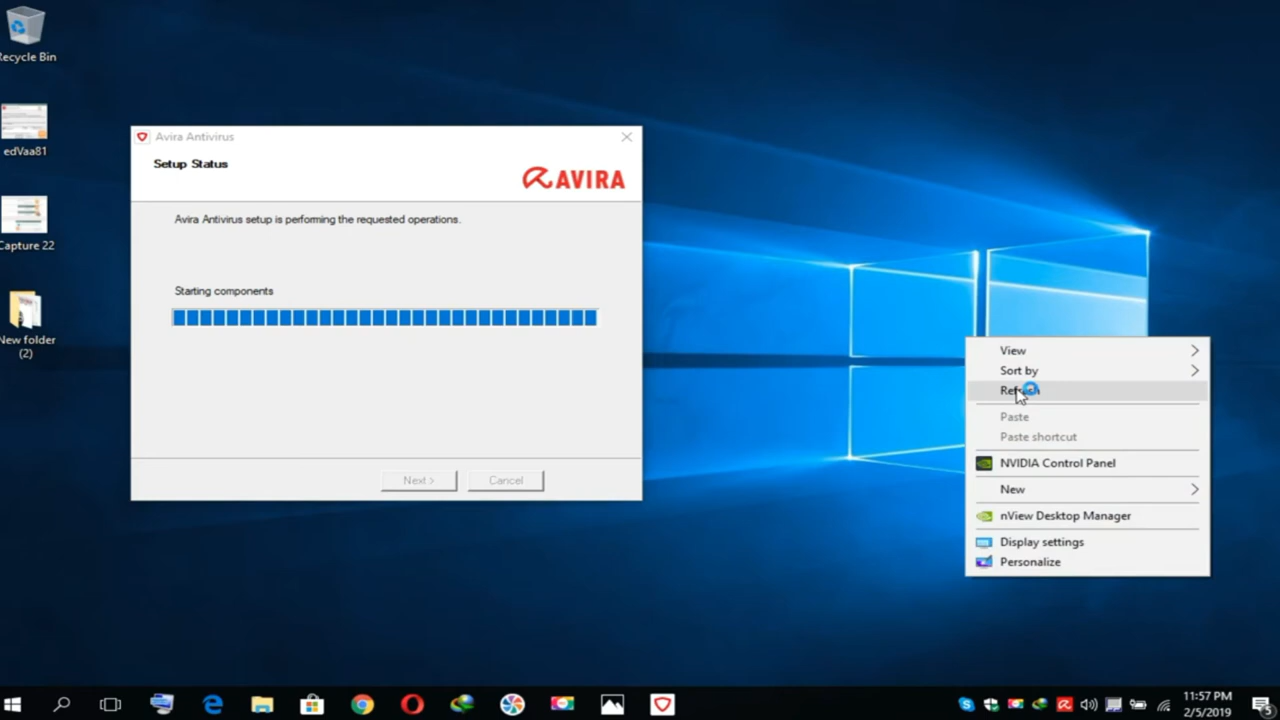 Recycle Bin
edVaa81
Capture 22
New folder
(2)
Avira Antivirus
Setup Status
AVIRA
Avira Antivirus setup is performing the requested operations.
Starting components
Next >
Cancel
View
Sort by
Refresh
Paste
Paste shortcut
NVIDIA Control Panel
New
nView Desktop Manager
Display settings
Personalize
11:57 PM
2/5/2019
5